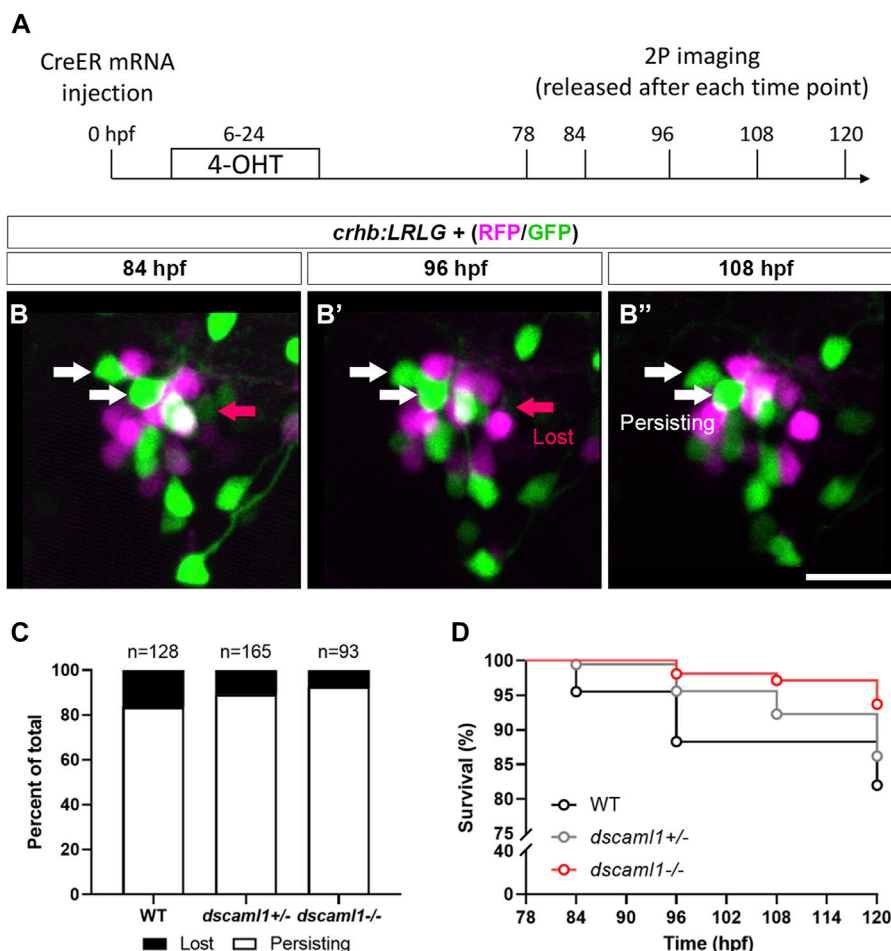 A
CreER mRNA
injection
2P imaging
(released after each time point)
0 hpf
6-24
78
84
96
108
120
4-OHT
crhb:LRLG + (RFP/GFP)
84 hpf
96 hpf
108 hpf
B
B'
B''
Lost
Persisting
C
n=128
n=165
n=93
100
80
60
40
20
0
Percent of total
WT
dscaml1+/-
dscaml1-/-
Lost
Persisting
D
100
95
90
85
80
75
40
0
Survival (%)
WT
dscaml1+/-
dscaml1-/-
78
84
90
96
102
108
114
120
Time (hpf)